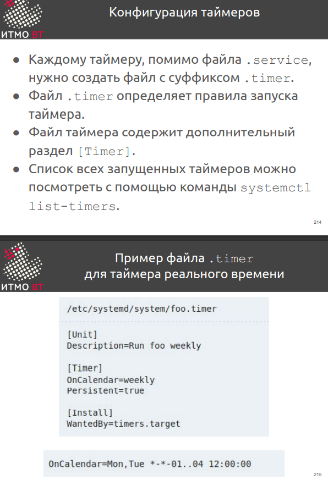 Конфигурация таймеров
ИТМО ВТ
● Каждому таймеру, помимо файла .service,
нужно создать файл с суффиксом .timer.
● Файл .timer определяет правила запуска
таймера.
● Файл таймера содержит дополнительный
раздел [Timer].
● Список всех запущенных таймеров можно
посмотреть с помощью команды systemctl
list-timers.
214
Пример файла .timer
для таймера реального времени
ИТМО ВТ
/etc/systemd/system/foo.timer
[Unit]
Description=Run foo weekly
[Timer]
OnCalendar=weekly
Persistent=true
[Install]
WantedBy=timers.target
OnCalendar=Mon,Tue *-*-01..04 12:00:00
215